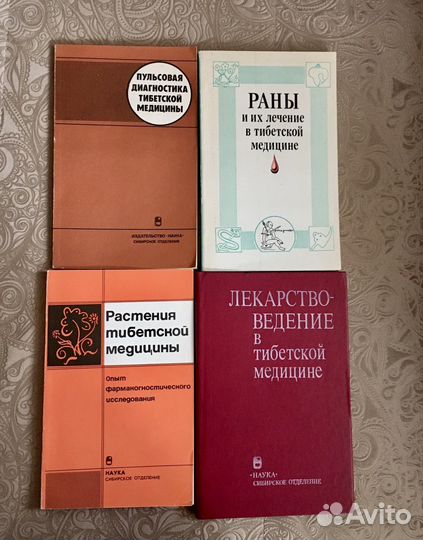 ПУЛЬСОВАЯ
ДИАГНОСТИКА
ТИБЕТСКОЙ
МЕДИЦИНЫ
ИЗДАТЕЛЬСТВО «НАУКА»
СИБИРСКОЕ ОТДЕЛЕНИЕ
РАНЫ
И ИХ ЛЕЧЕНИЕ
В ТИБЕТСКОЙ
МЕДИЦИНЕ
Растения
тибетской
медицины
Опыт
фармакогностического
исследования
НАУКА
СИБИРСКОЕ ОТДЕЛЕНИЕ
ЛЕКАРСТВО-
ВЕДЕНИЕ
В
ТИБЕТСКОЙ
МЕДИЦИНЕ
«НАУКА»
СИБИРСКОЕ ОТДЕЛЕНИЕ
Avito